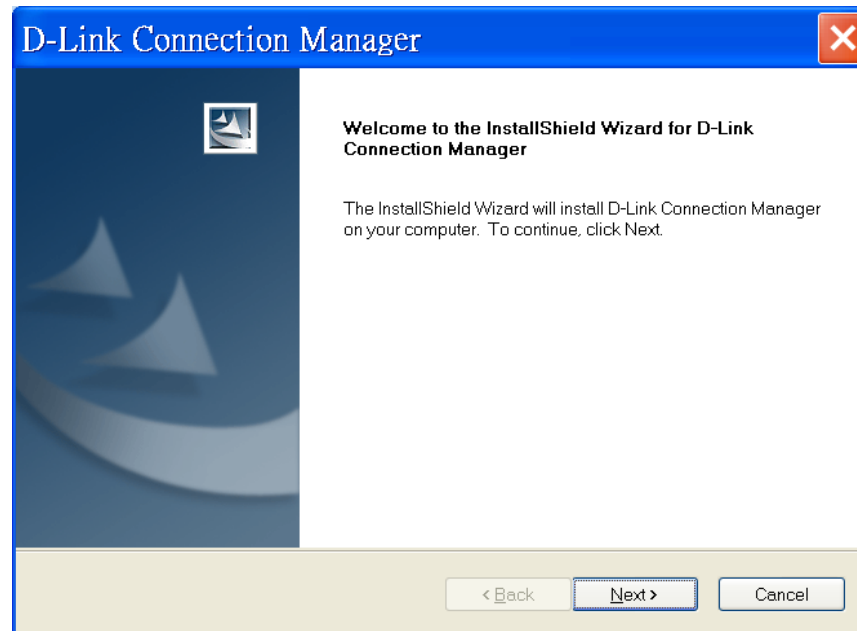 D-Link Connection Manager
Welcome to the InstallShield Wizard for D-Link
Connection Manager
The InstallShield Wizard will install D-Link Connection Manager
on your computer.  To continue, click Next.
< Back
Next >
Cancel